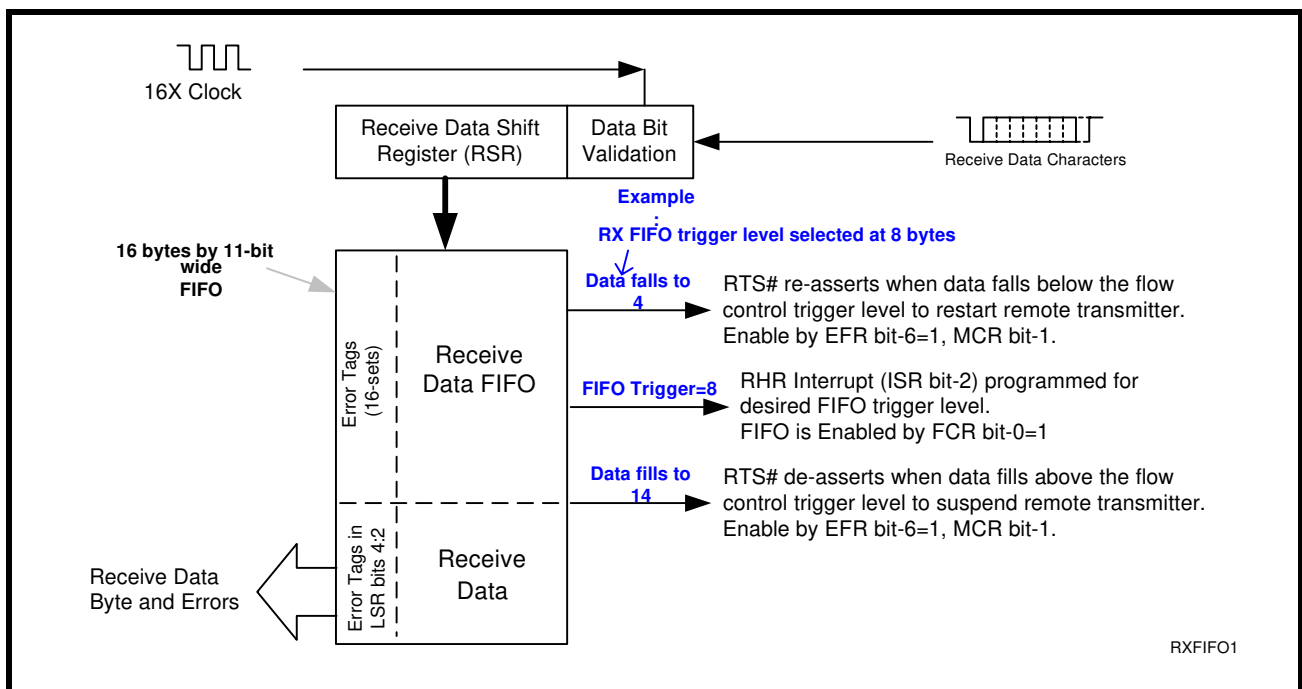 16X Clock
Receive Data Shift
Register (RSR)
Data Bit
Validation
Receive Data Characters
Example
:
RX FIFO trigger level selected at 8 bytes
16 bytes by 11-bit
wide
FIFO
Data falls to
4
RTS# re-asserts when data falls below the flow
control trigger level to restart remote transmitter.
Enable by EFR bit-6=1, MCR bit-1.
Error Tags
(16-sets)
Receive
Data FIFO
FIFO Trigger=8
RHR Interrupt (ISR bit-2) programmed for
desired FIFO trigger level.
FIFO is Enabled by FCR bit-0=1
Data fills to
14
RTS# de-asserts when data fills above the flow
control trigger level to suspend remote transmitter.
Enable by EFR bit-6=1, MCR bit-1.
Error Tags in
LSR bits 4:2
Receive
Data
Receive Data
Byte and Errors
RXFIFO1